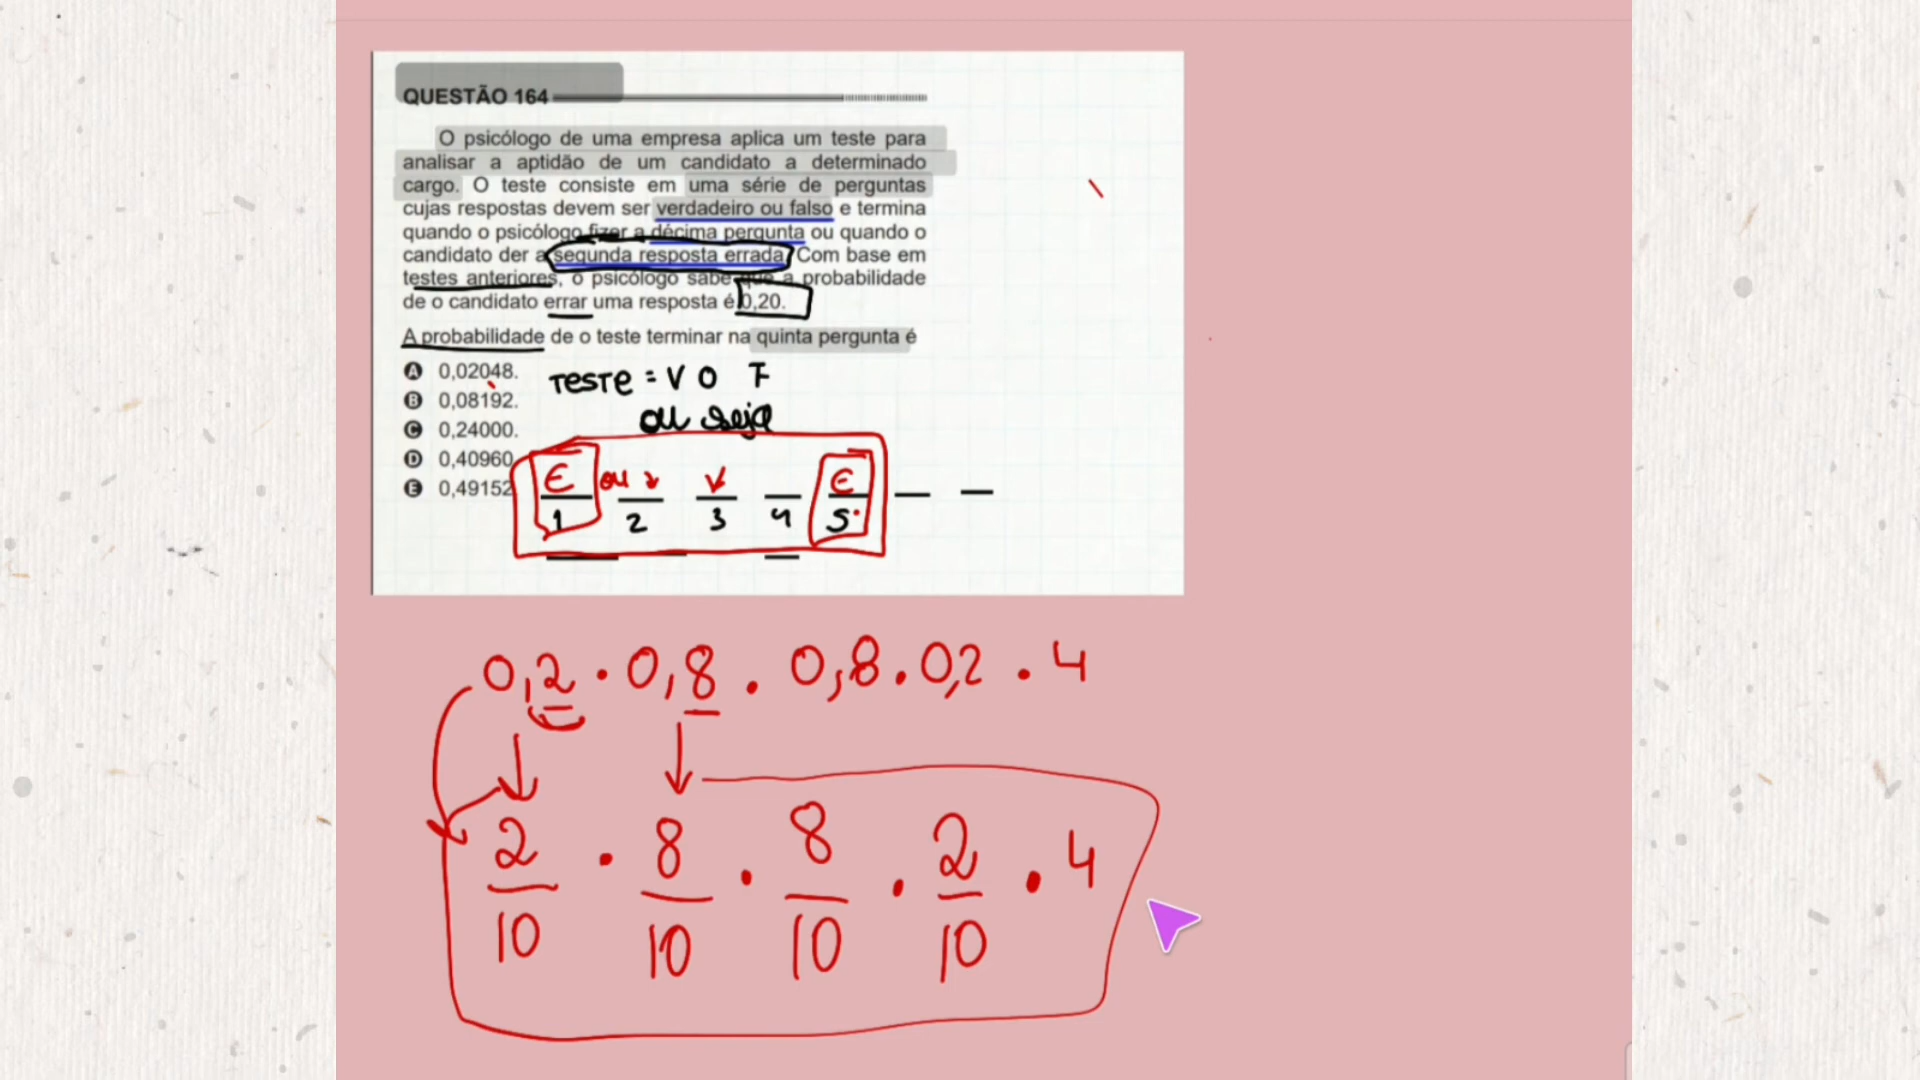 QUESTÃO 164
O psicólogo de uma empresa aplica um teste para
analisar a aptidão de um candidato a determinado
cargo. O teste consiste em uma série de perguntas
cujas respostas devem ser verdadeiro ou falso e termina
quando o psicólogo fizer a décima pergunta ou quando o
candidato der a segunda resposta errada. Com base em
testes anteriores, o psicólogo sabe que a probabilidade
de o candidato errar uma resposta é 0,20.
A probabilidade de o teste terminar na quinta pergunta é
A 0,02048.
B 0,08192.
C 0,24000.
D 0,40960
E 0,49152
TESTE = V O F
ou seja
E ou E
1 2 3 4 5
0,2 · 0,8 · 0,8 · 0,2 · 4
2 8 8 2
— · — · — · — · 4
10 10 10 10